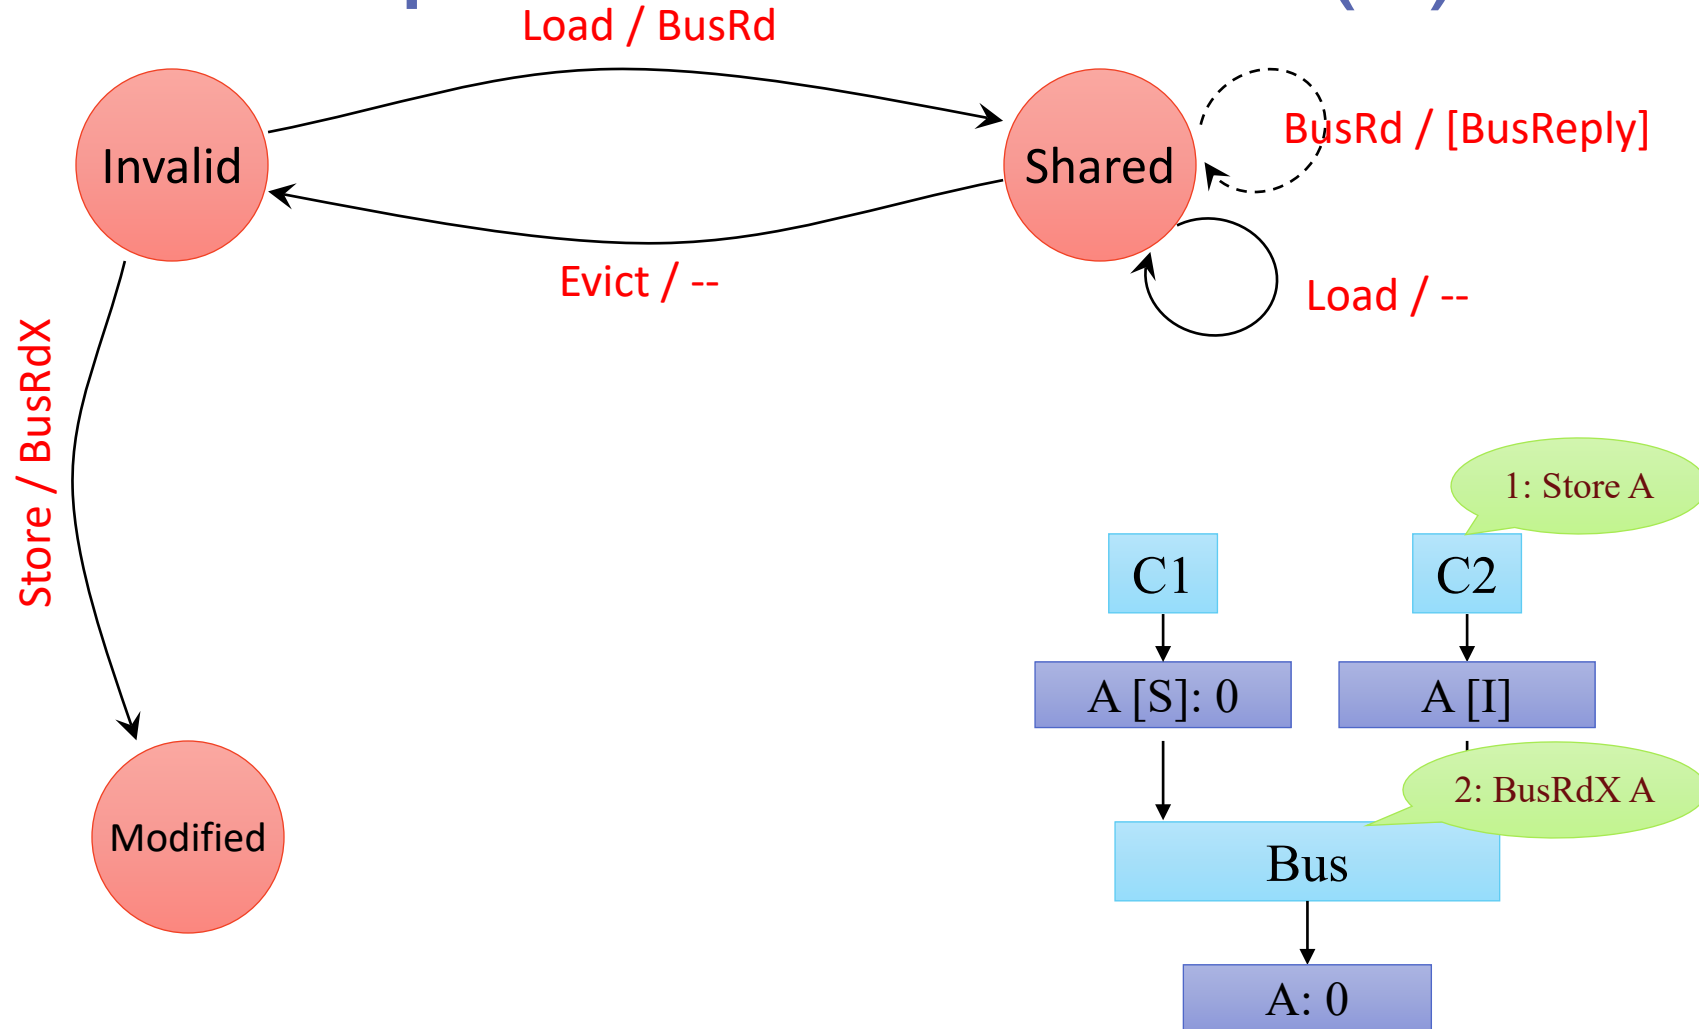 Load / BusRd
Invalid
Shared
BusRd / [BusReply]
Evict / --
Load / --
Store / BusRdX
Modified
1: Store A
C1
C2
A [S]: 0
A [I]
2: BusRdX A
Bus
A: 0